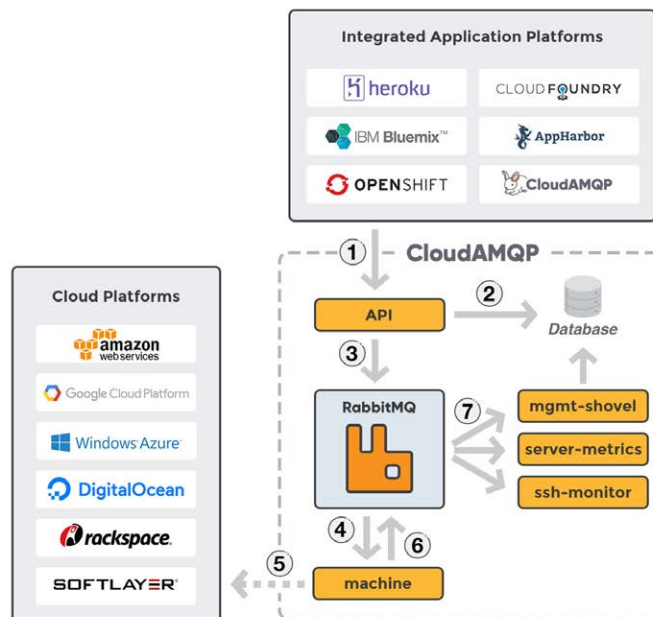 Integrated Application Platforms
heroku
CLOUD FOUNDRY
IBM Bluemix™
AppHarbor
OPENSHIFT
CloudAMQP
1
CloudAMQP
Cloud Platforms
amazon
webservices
Google Cloud Platform
Windows Azure
DigitalOcean
rackspace.
SOFTLAYER®
API
2
Database
3
RabbitMQ
7
mgmt-shovel
server-metrics
ssh-monitor
4
6
5
machine